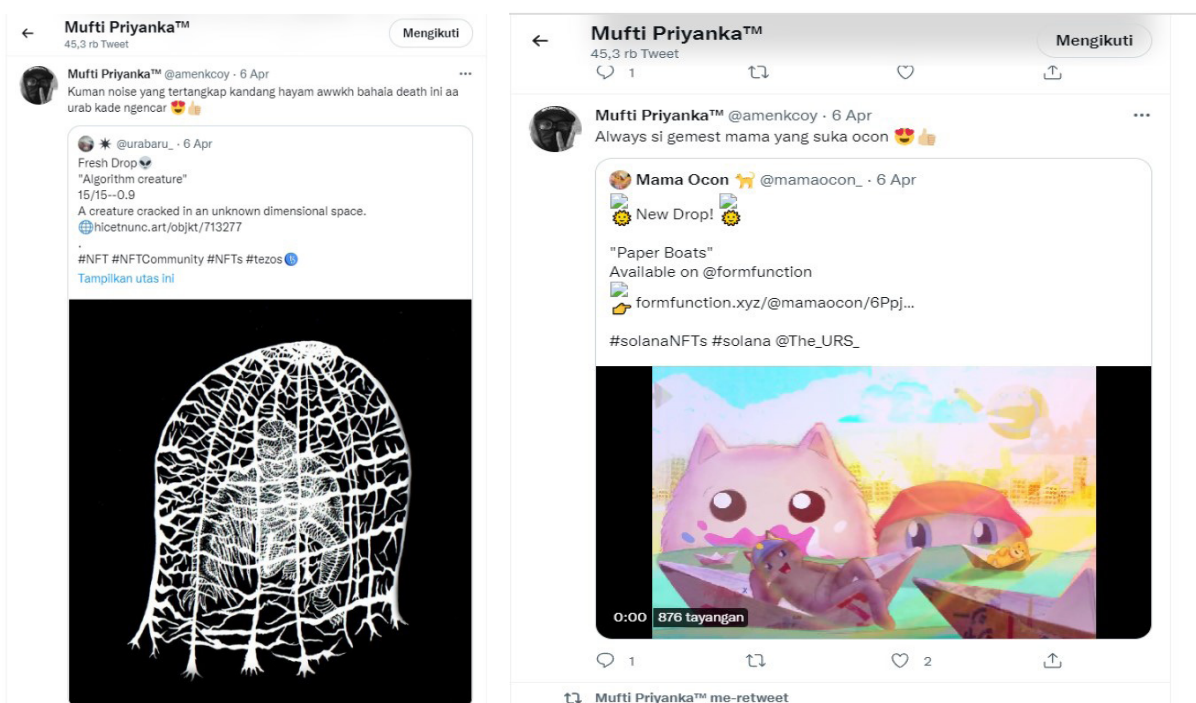 Mufti Priyanka™
45,3 rb Tweet
Mengikuti
Mufti Priyanka™ @amenkcoy · 6 Apr
Kuman noise yang tertangkap kandang hayam awwkh bahaia death ini aa
urab kade ngencar 😍👍🏼
@urabaru_ · 6 Apr
Fresh Drop👽
"Algorithm creature"
15/15--0.9
A creature cracked in an unknown dimensional space.
🌐hicetnunc.art/objkt/713277
.
#NFT #NFTCommunity #NFTs #tezos
Tampilkan utas ini
Mufti Priyanka™
45,3 rb Tweet
Mengikuti
1
Mufti Priyanka™ @amenkcoy · 6 Apr
Always si gemest mama yang suka ocon 😍👍🏼
Mama Ocon 🐈 @mamaocon_ · 6 Apr
🌞 New Drop! 🌞
"Paper Boats"
Available on @formfunction
👉 formfunction.xyz/@mamaocon/6Ppj...
#solanaNFTs #solana @The_URS_
0:00 876 tayangan
1 2
Mufti Priyanka™ me-retweet